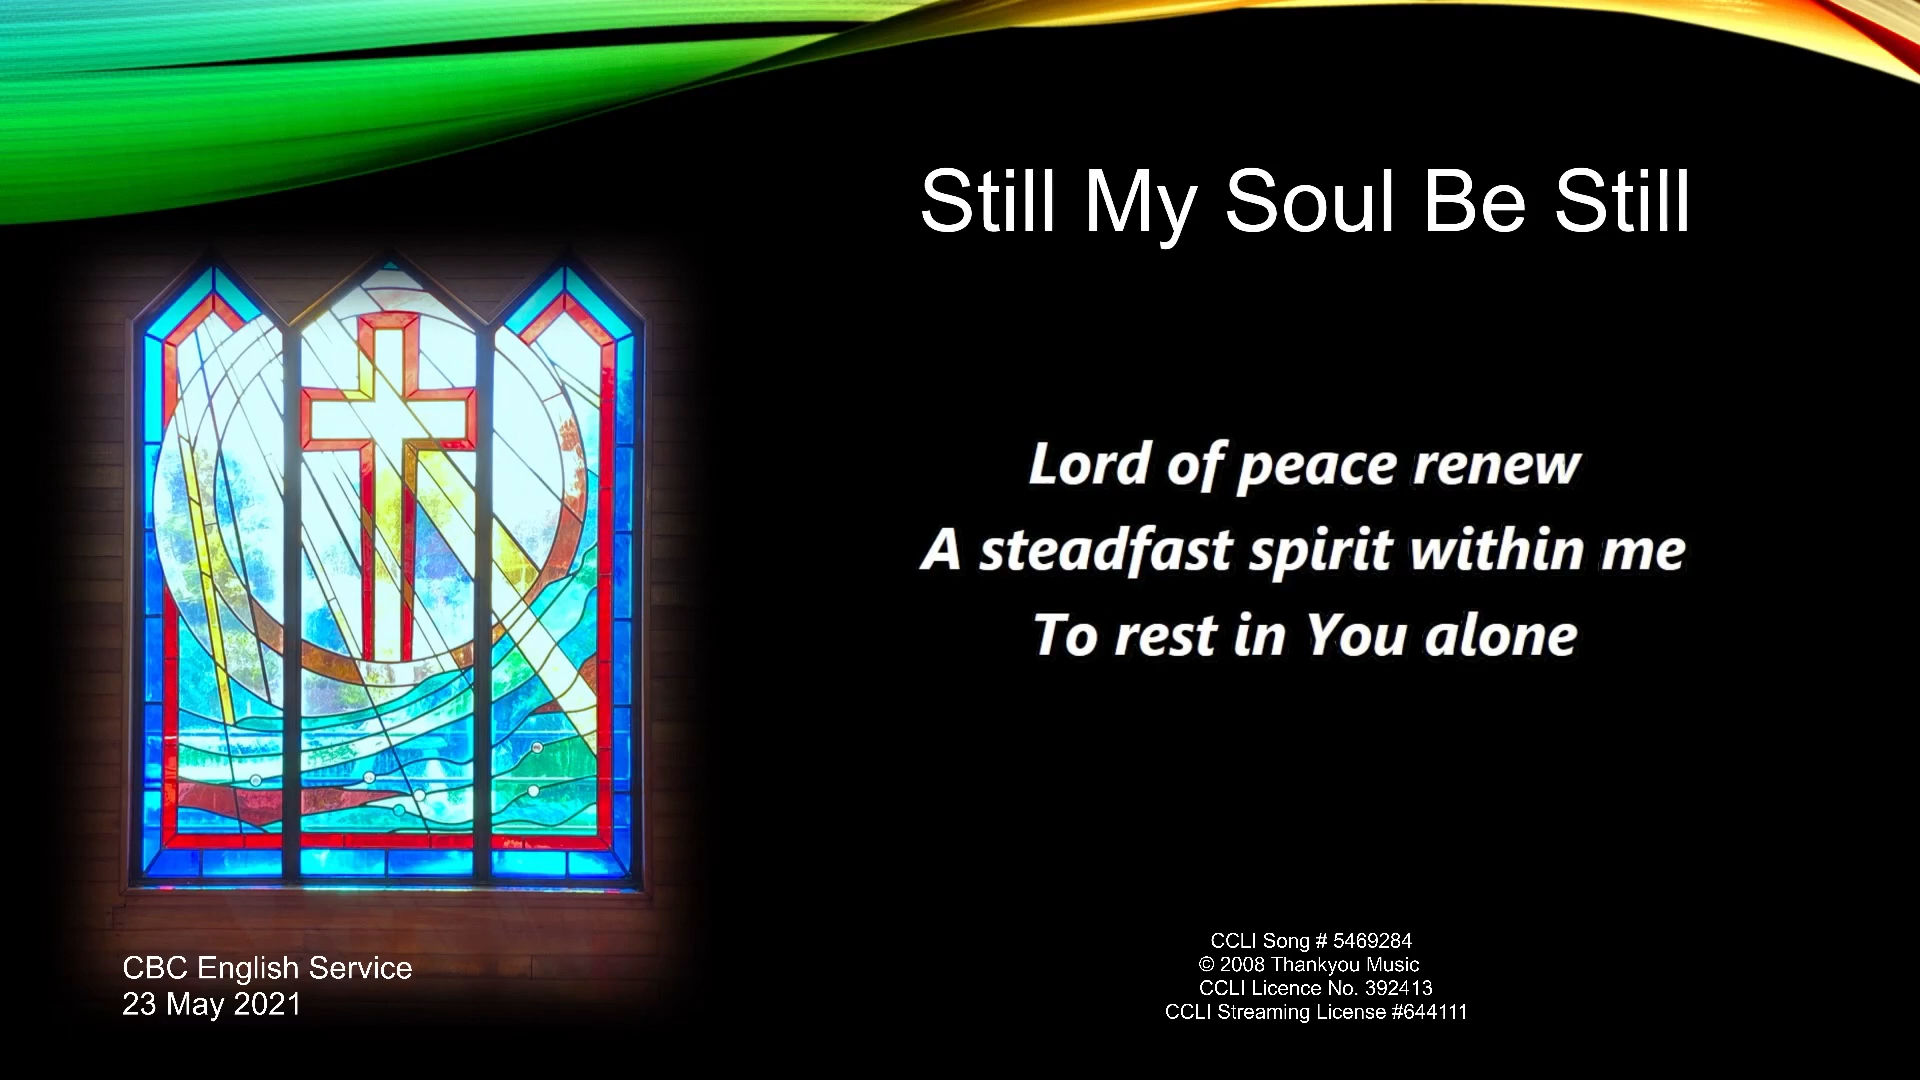 Still My Soul Be Still
Lord of peace renew
A steadfast spirit within me
To rest in You alone
CBC English Service
23 May 2021
CCLI Song # 5469284
© 2008 Thankyou Music
CCLI Licence No. 392413
CCLI Streaming License #644111